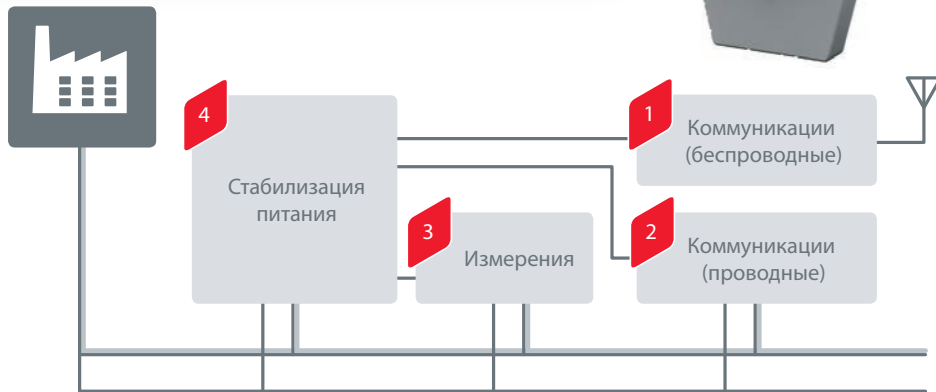 4
Стабилизация
питания
1
Коммуникации
(беспроводные)
3
Измерения
2
Коммуникации
(проводные)